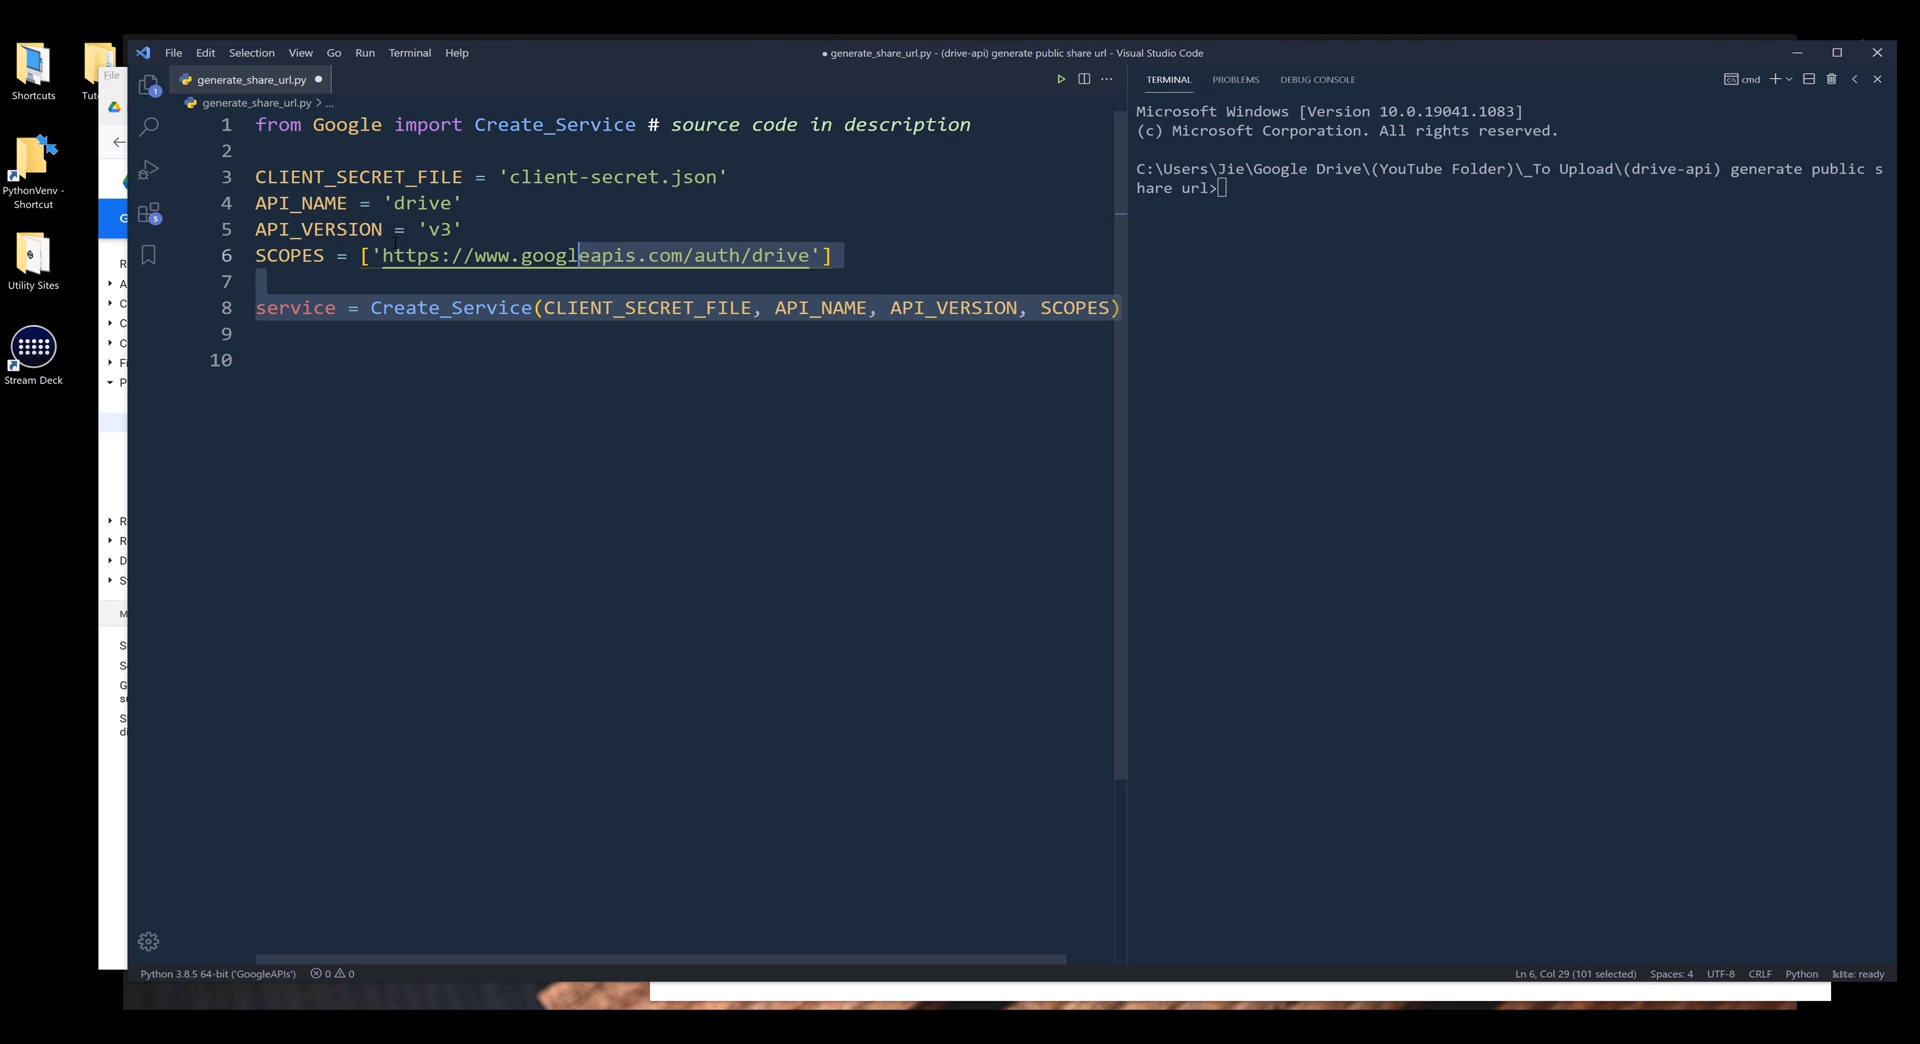 Shortcuts
Tut
PythonVenv -
Shortcut
Utility Sites
Stream Deck
File
File Edit Selection View Go Run Terminal Help
● generate_share_url.py - (drive-api) generate public share url - Visual Studio Code
generate_share_url.py ●
generate_share_url.py > ...
1 from Google import Create_Service # source code in description
2
3 CLIENT_SECRET_FILE = 'client-secret.json'
4 API_NAME = 'drive'
5 API_VERSION = 'v3'
6 SCOPES = ['https://www.googleapis.com/auth/drive']
7
8 service = Create_Service(CLIENT_SECRET_FILE, API_NAME, API_VERSION, SCOPES)
9
10
TERMINAL PROBLEMS DEBUG CONSOLE
cmd
Microsoft Windows [Version 10.0.19041.1083]
(c) Microsoft Corporation. All rights reserved.
C:\Users\Jie\Google Drive\(YouTube Folder)\_To Upload\(drive-api) generate public s
hare url>
1
5
Python 3.8.5 64-bit ('GoogleAPIs') 0 0
Ln 6, Col 29 (101 selected) Spaces: 4 UTF-8 CRLF Python kite: ready